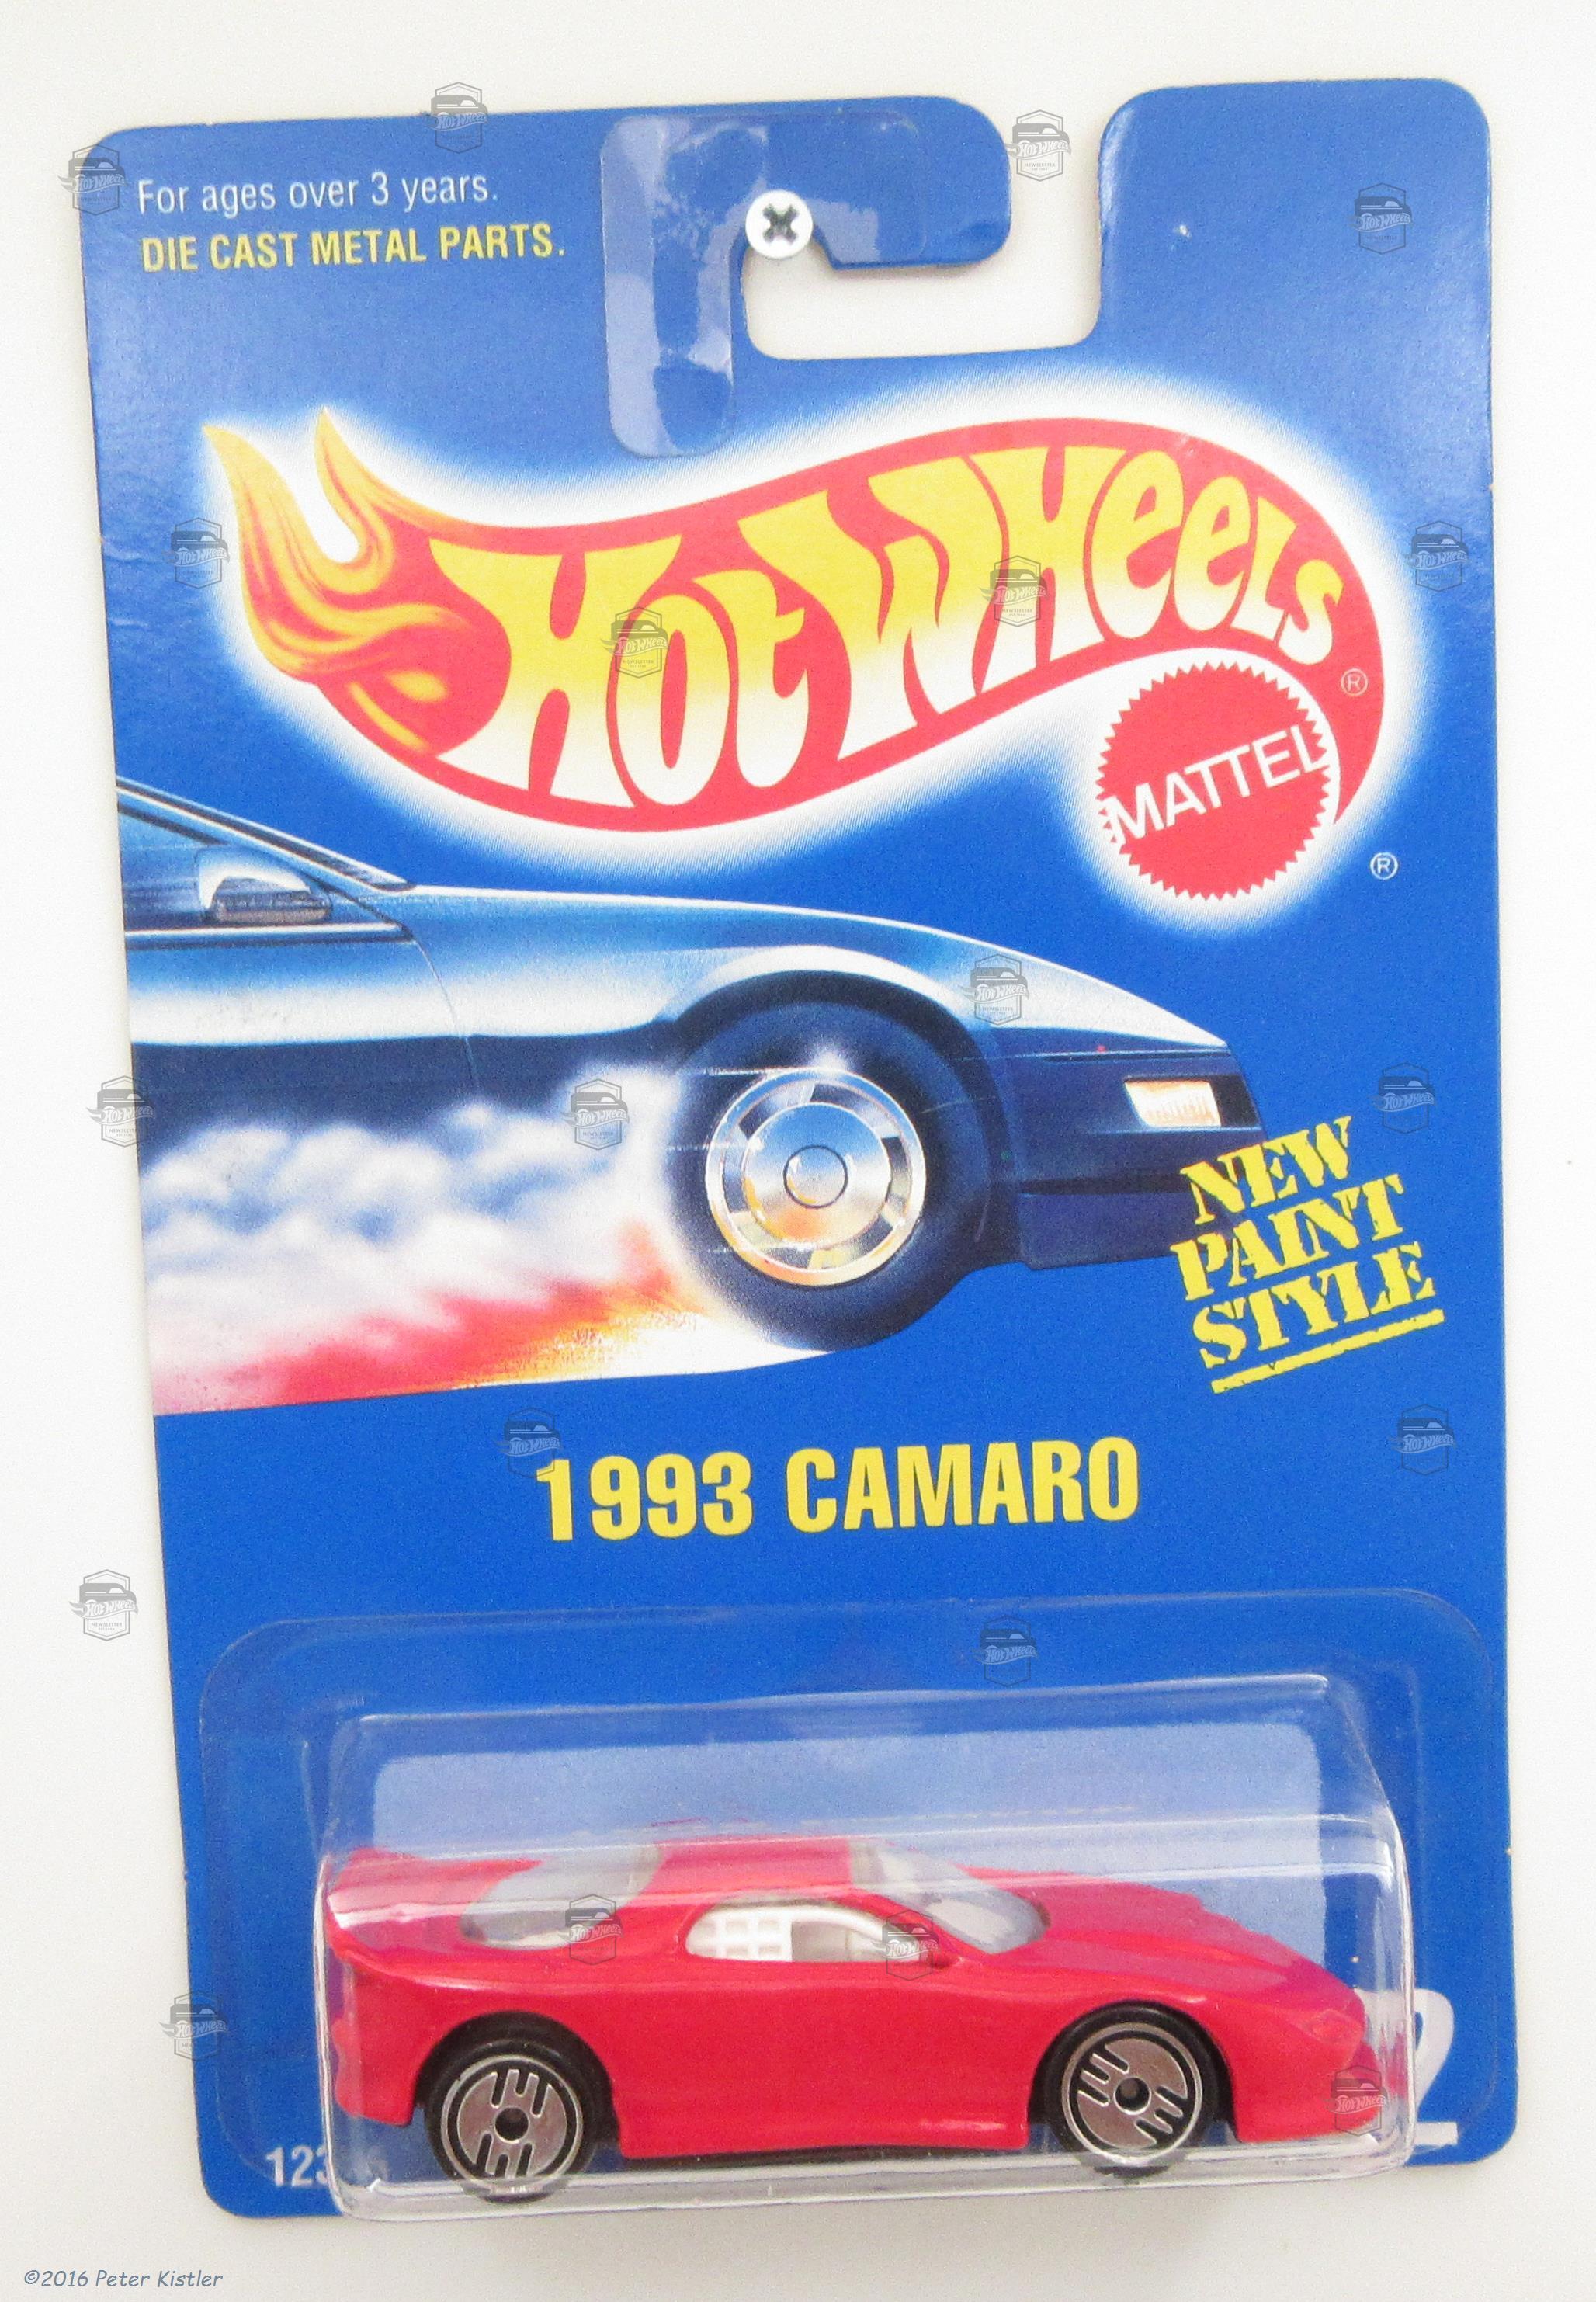 For ages over 3 years.
DIE CAST METAL PARTS.
HOT WHEELS ®
MATTEL
®
NEW
PAINT
STYLE
1993 CAMARO
©2016 Peter Kistler